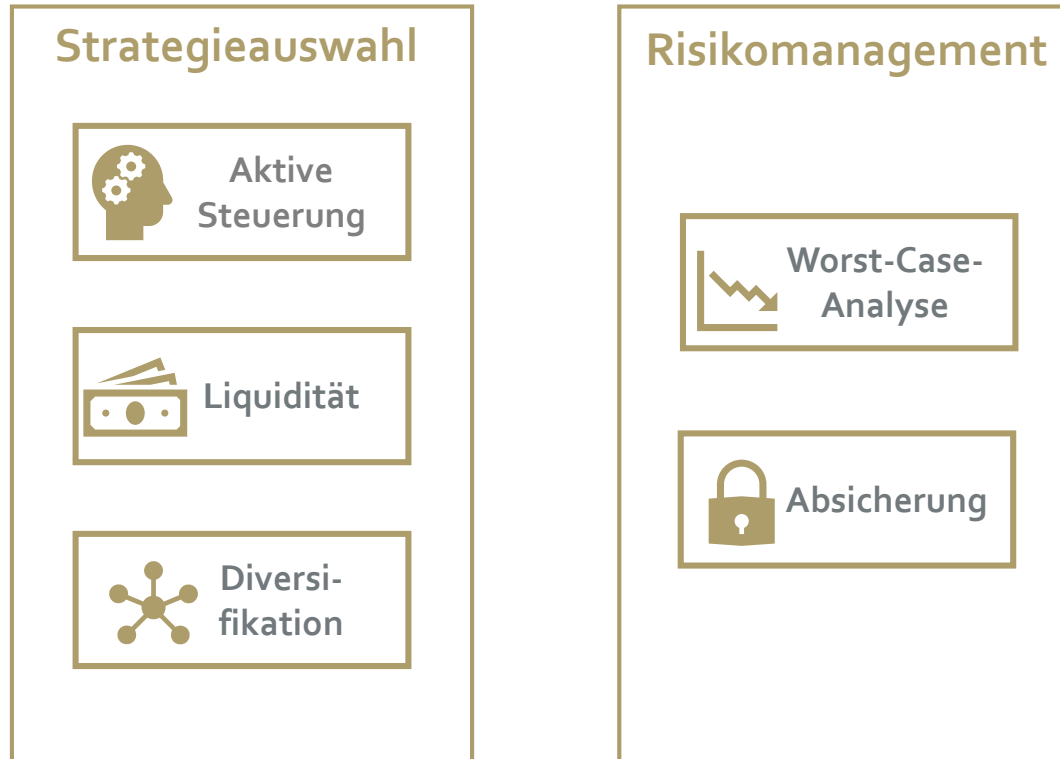 Strategieauswahl
Aktive
Steuerung
Liquidität
Diversi-
fikation
Risikomanagement
Worst-Case-
Analyse
Absicherung